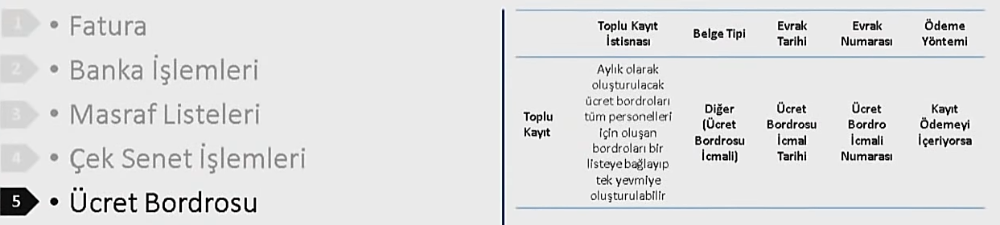 1 • Fatura
2 • Banka İşlemleri
3 • Masraf Listeleri
4 • Çek Senet İşlemleri
5 • Ücret Bordrosu
Toplu Kayıt
İstisnası
Belge Tipi
Evrak
Tarihi
Evrak
Numarası
Ödeme
Yöntemi
Toplu
Kayıt
Aylık olarak
oluşturulacak
ücret bordroları
tüm personelleri
için oluşan
bordroları bir
listeye bağlayıp
tek yevmiye
oluşturulabilir
Diğer
(Ücret
Bordrosu
İcmali)
Ücret
Bordrosu
İcmal
Tarihi
Ücret
Bordro
İcmali
Numarası
Kayıt
Ödemeyi
İçeriyorsa